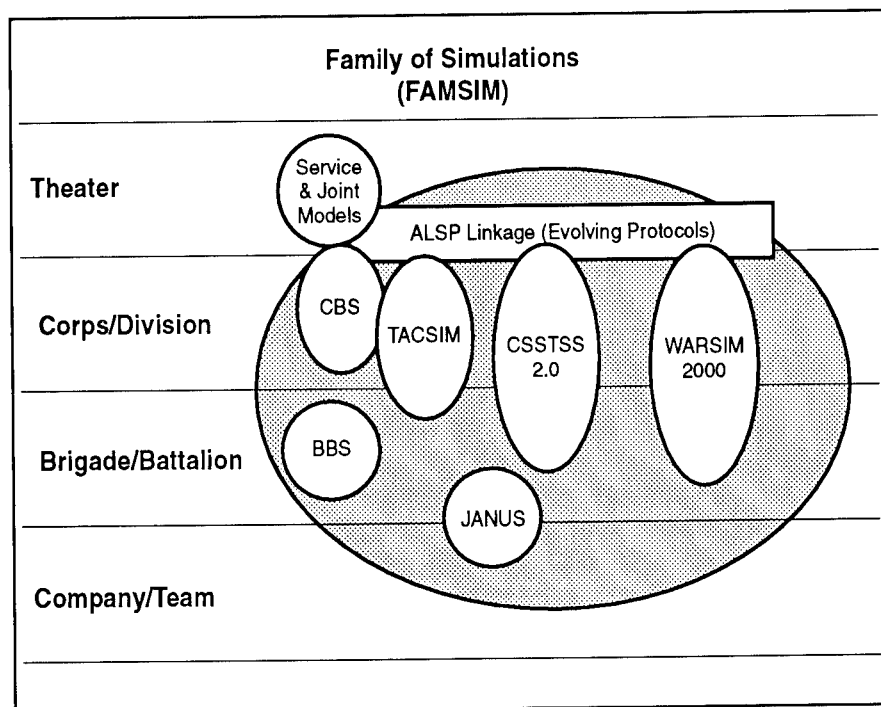 Family of Simulations
(FAMSIM)
Theater
Service
& Joint
Models
ALSP Linkage (Evolving Protocols)
Corps/Division
CBS
TACSIM
CSSTSS
2.0
WARSIM
2000
Brigade/Battalion
BBS
JANUS
Company/Team